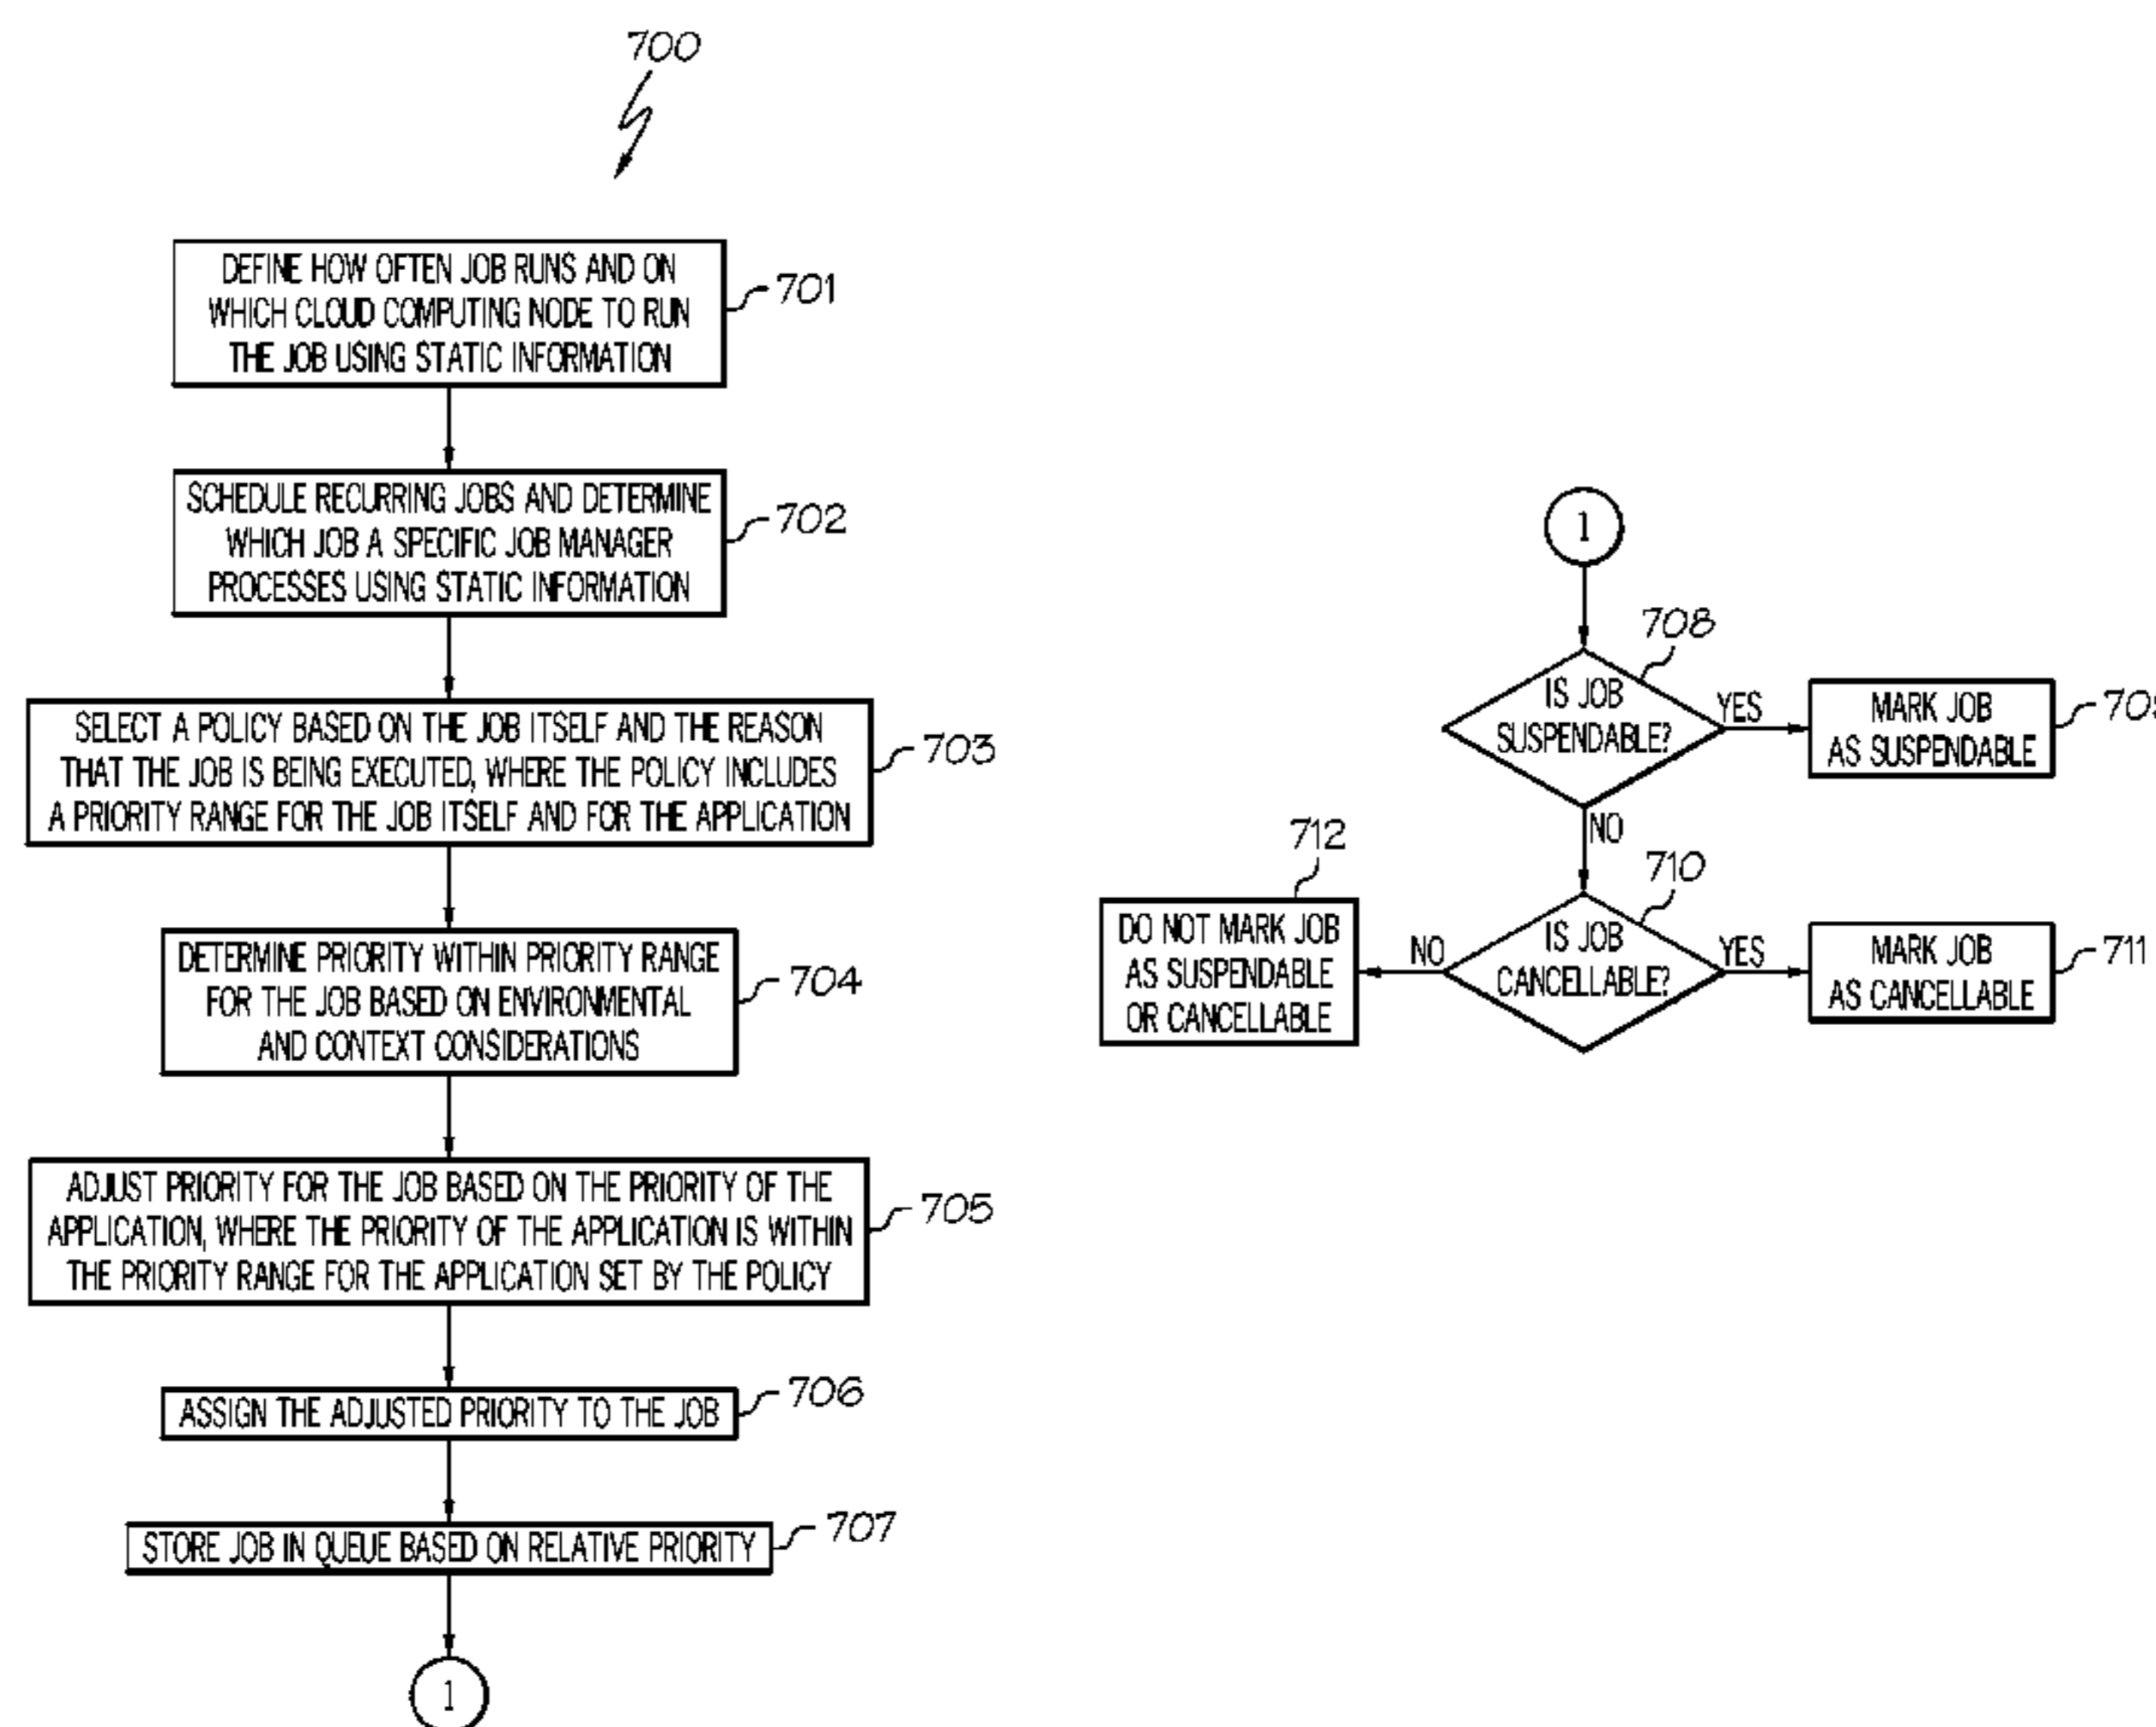 700
DEFINE HOW OFTEN JOB RUNS AND ON
WHICH CLOUD COMPUTING NODE TO RUN
THE JOB USING STATIC INFORMATION
701
SCHEDULE RECURRING JOBS AND DETERMINE
WHICH JOB A SPECIFIC JOB MANAGER
PROCESSES USING STATIC INFORMATION
702
SELECT A POLICY BASED ON THE JOB ITSELF AND THE REASON
THAT THE JOB IS BEING EXECUTED, WHERE THE POLICY INCLUDES
A PRIORITY RANGE FOR THE JOB ITSELF AND FOR THE APPLICATION
703
DETERMINE PRIORITY WITHIN PRIORITY RANGE
FOR THE JOB BASED ON ENVIRONMENTAL
AND CONTEXT CONSIDERATIONS
704
ADJUST PRIORITY FOR THE JOB BASED ON THE PRIORITY OF THE
APPLICATION, WHERE THE PRIORITY OF THE APPLICATION IS WITHIN
THE PRIORITY RANGE FOR THE APPLICATION SET BY THE POLICY
705
ASSIGN THE ADJUSTED PRIORITY TO THE JOB
706
STORE JOB IN QUEUE BASED ON RELATIVE PRIORITY
707
1
1
708
IS JOB
SUSPENDABLE?
YES
MARK JOB
AS SUSPENDABLE
NO
710
IS JOB
CANCELLABLE?
YES
MARK JOB
AS CANCELLABLE
711
NO
712
DO NOT MARK JOB
AS SUSPENDABLE
OR CANCELLABLE